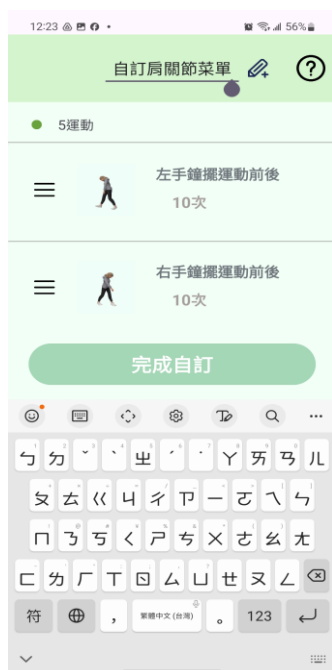 12:23 56%
自訂肩關節菜單
?
5運動
左手鐘擺運動前後
10次
右手鐘擺運動前後
10次
完成自訂
ㄅ ㄉ ˇ ˋ ㄓ ˊ ˙ ㄚ ㄞ ㄢ ㄦ
ㄆ ㄊ ㄍ ㄐ ㄔ ㄗ ㄧ ㄛ ㄟ ㄣ
ㄇ ㄋ ㄎ ㄑ ㄕ ㄘ ㄨ ㄜ ㄠ ㄤ
ㄈ ㄌ ㄏ ㄒ ㄖ ㄙ ㄩ ㄝ ㄡ ㄥ
符 , 繁體中文 (台灣) 。 123